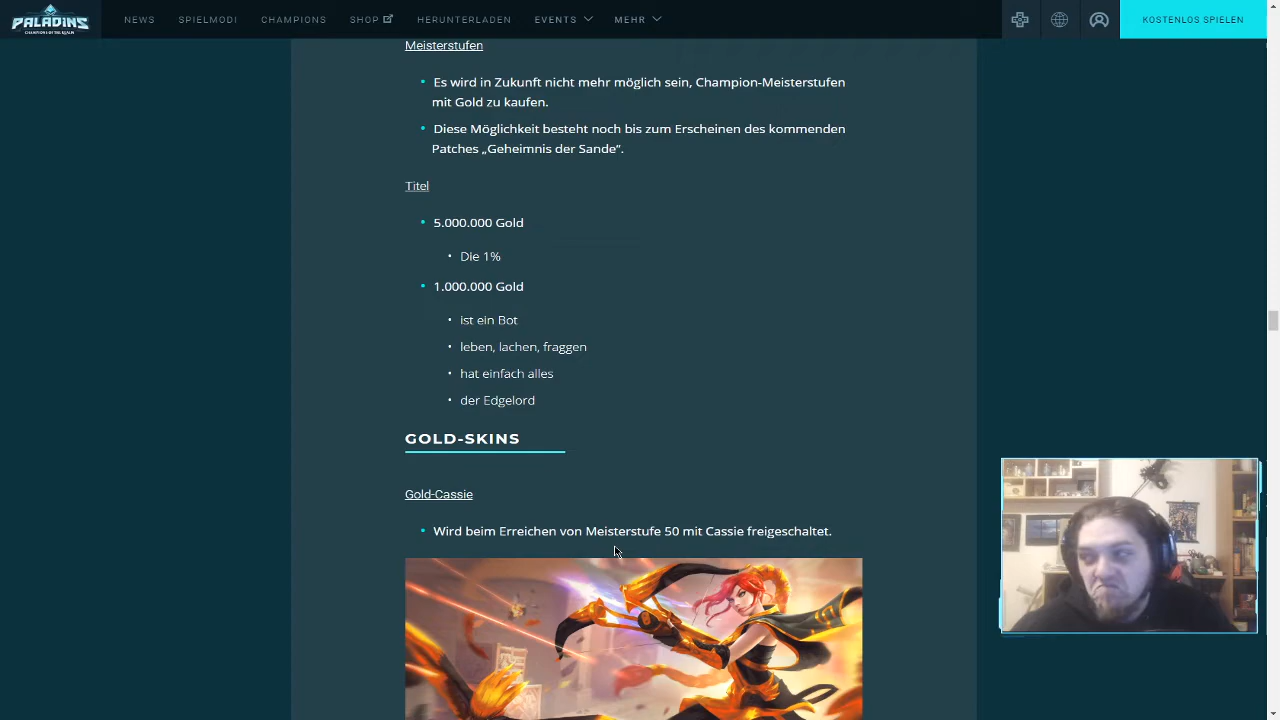 PALADINS
CHAMPIONS OF THE REALM
NEWS
SPIELMODI
CHAMPIONS
SHOP
HERUNTERLADEN
EVENTS
MEHR
KOSTENLOS SPIELEN
Meisterstufen
• Es wird in Zukunft nicht mehr möglich sein, Champion-Meisterstufen
mit Gold zu kaufen.
• Diese Möglichkeit besteht noch bis zum Erscheinen des kommenden
Patches „Geheimnis der Sande“.
Titel
• 5.000.000 Gold
• Die 1%
• 1.000.000 Gold
• ist ein Bot
• leben, lachen, fraggen
• hat einfach alles
• der Edgelord
GOLD-SKINS
Gold-Cassie
• Wird beim Erreichen von Meisterstufe 50 mit Cassie freigeschaltet.